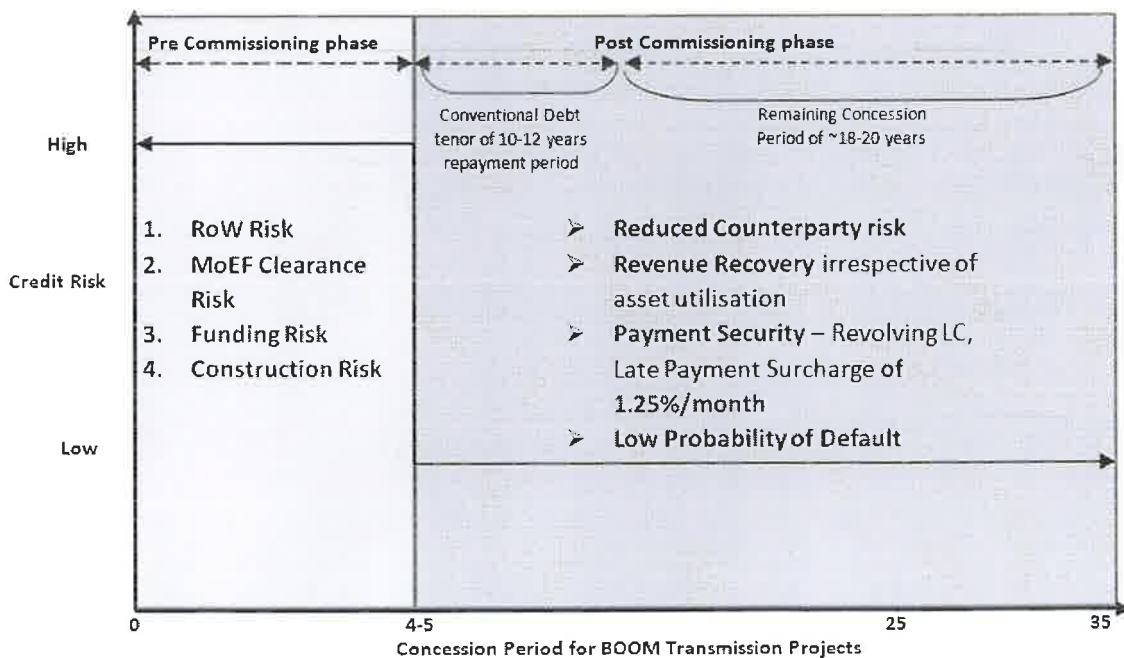 Pre Commissioning phase
Post Commissioning phase
Conventional Debt
tenor of 10-12 years
repayment period
Remaining Concession
Period of ~18-20 years
High
Credit Risk
Low
1. RoW Risk
2. MoEF Clearance
Risk
3. Funding Risk
4. Construction Risk
➢ Reduced Counterparty risk
➢ Revenue Recovery irrespective of
asset utilisation
➢ Payment Security – Revolving LC,
Late Payment Surcharge of
1.25%/month
➢ Low Probability of Default
0
4-5
25
35
Concession Period for BOOM Transmission Projects